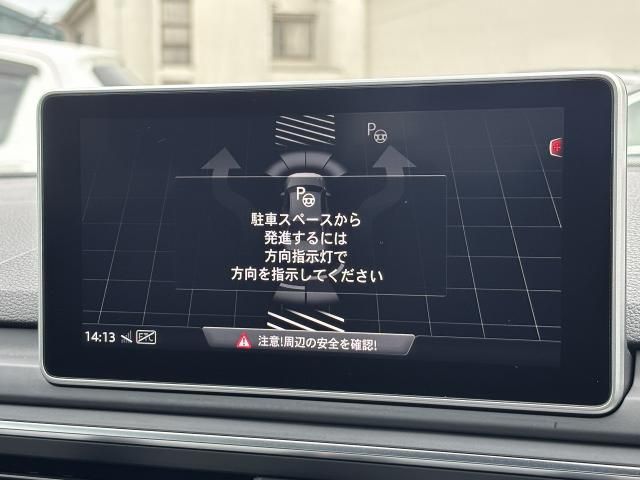 P
P
駐車スペースから
発進するには
方向指示灯で
方向を指示してください
14:13 ETC
注意!周辺の安全を確認!